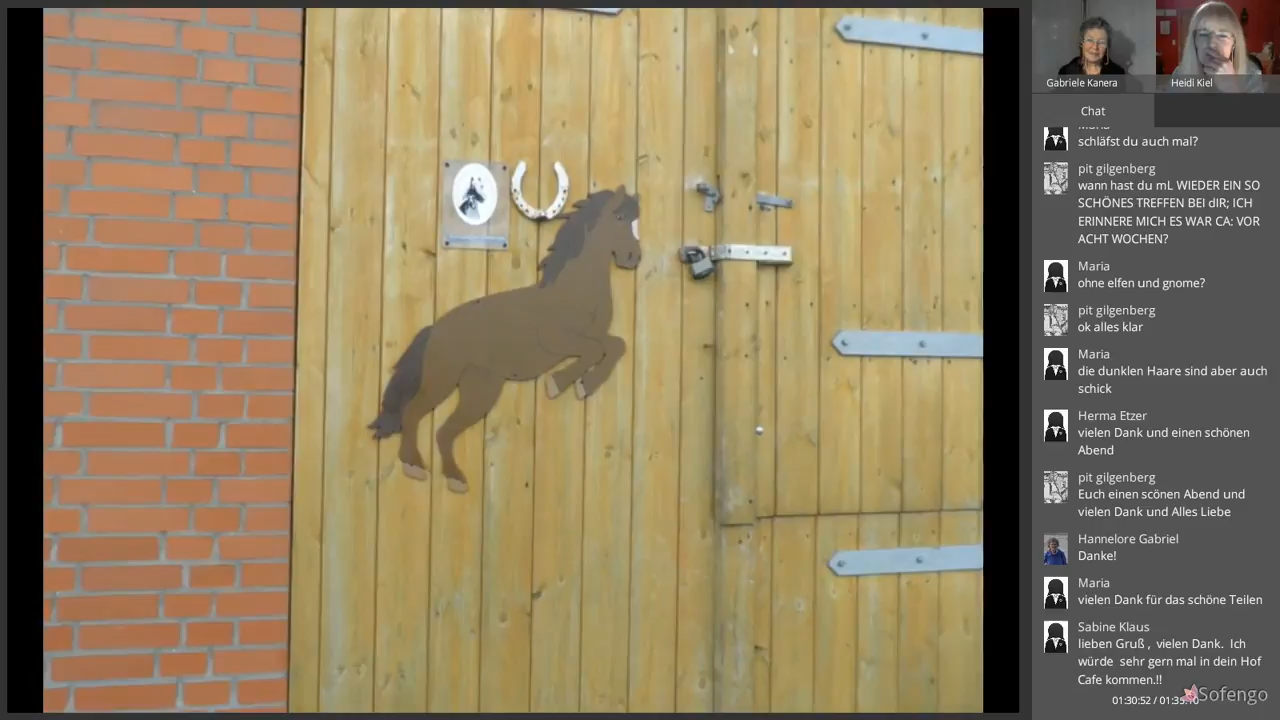 Gabriele Kanera
Heidi Kiel
Chat
Maria
schläfst du auch mal?
pit gilgenberg
wann hast du mL WIEDER EIN SO
SCHÖNES TREFFEN BEI dIR; ICH
ERINNERE MICH ES WAR CA: VOR
ACHT WOCHEN?
Maria
ohne elfen und gnome?
pit gilgenberg
ok alles klar
Maria
die dunklen Haare sind aber auch
schick
Herma Etzer
vielen Dank und einen schönen
Abend
pit gilgenberg
Euch einen scönen Abend und
vielen Dank und Alles Liebe
Hannelore Gabriel
Danke!
Maria
vielen Dank für das schöne Teilen
Sabine Klaus
lieben Gruß , vielen Dank. Ich
würde sehr gern mal in dein Hof
Cafe kommen.!!
01:30:52 / 01:35:10
Sofengo